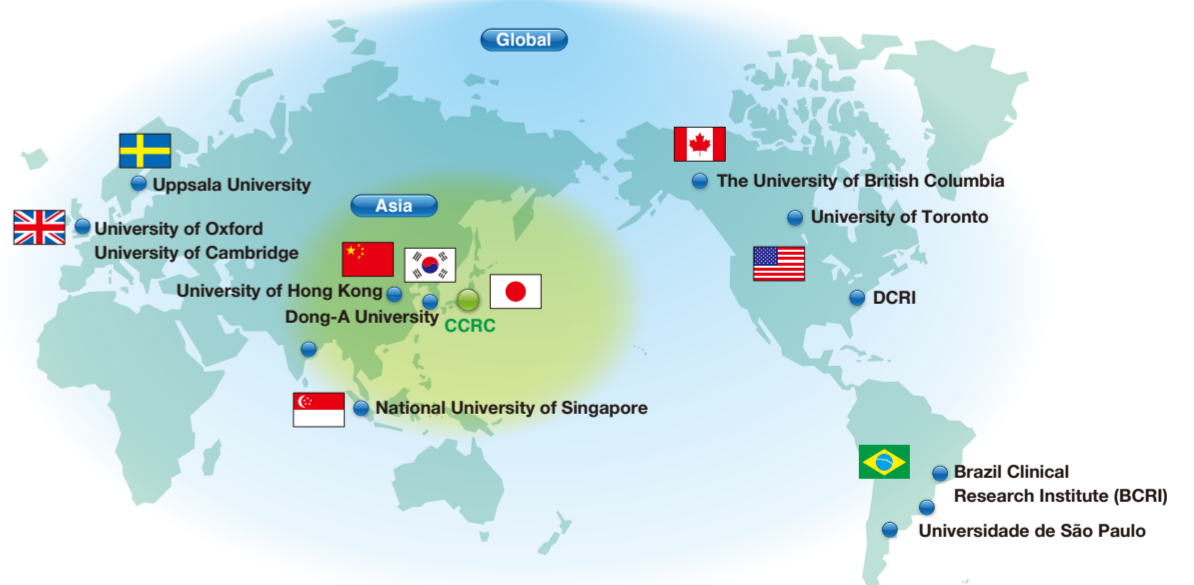 Global
Uppsala University
The University of British Columbia
Asia
University of Toronto
University of Oxford
University of Cambridge
University of Hong Kong
DCRI
Dong-A University
CCRC
National University of Singapore
Brazil Clinical
Research Institute (BCRI)
Universidade de São Paulo